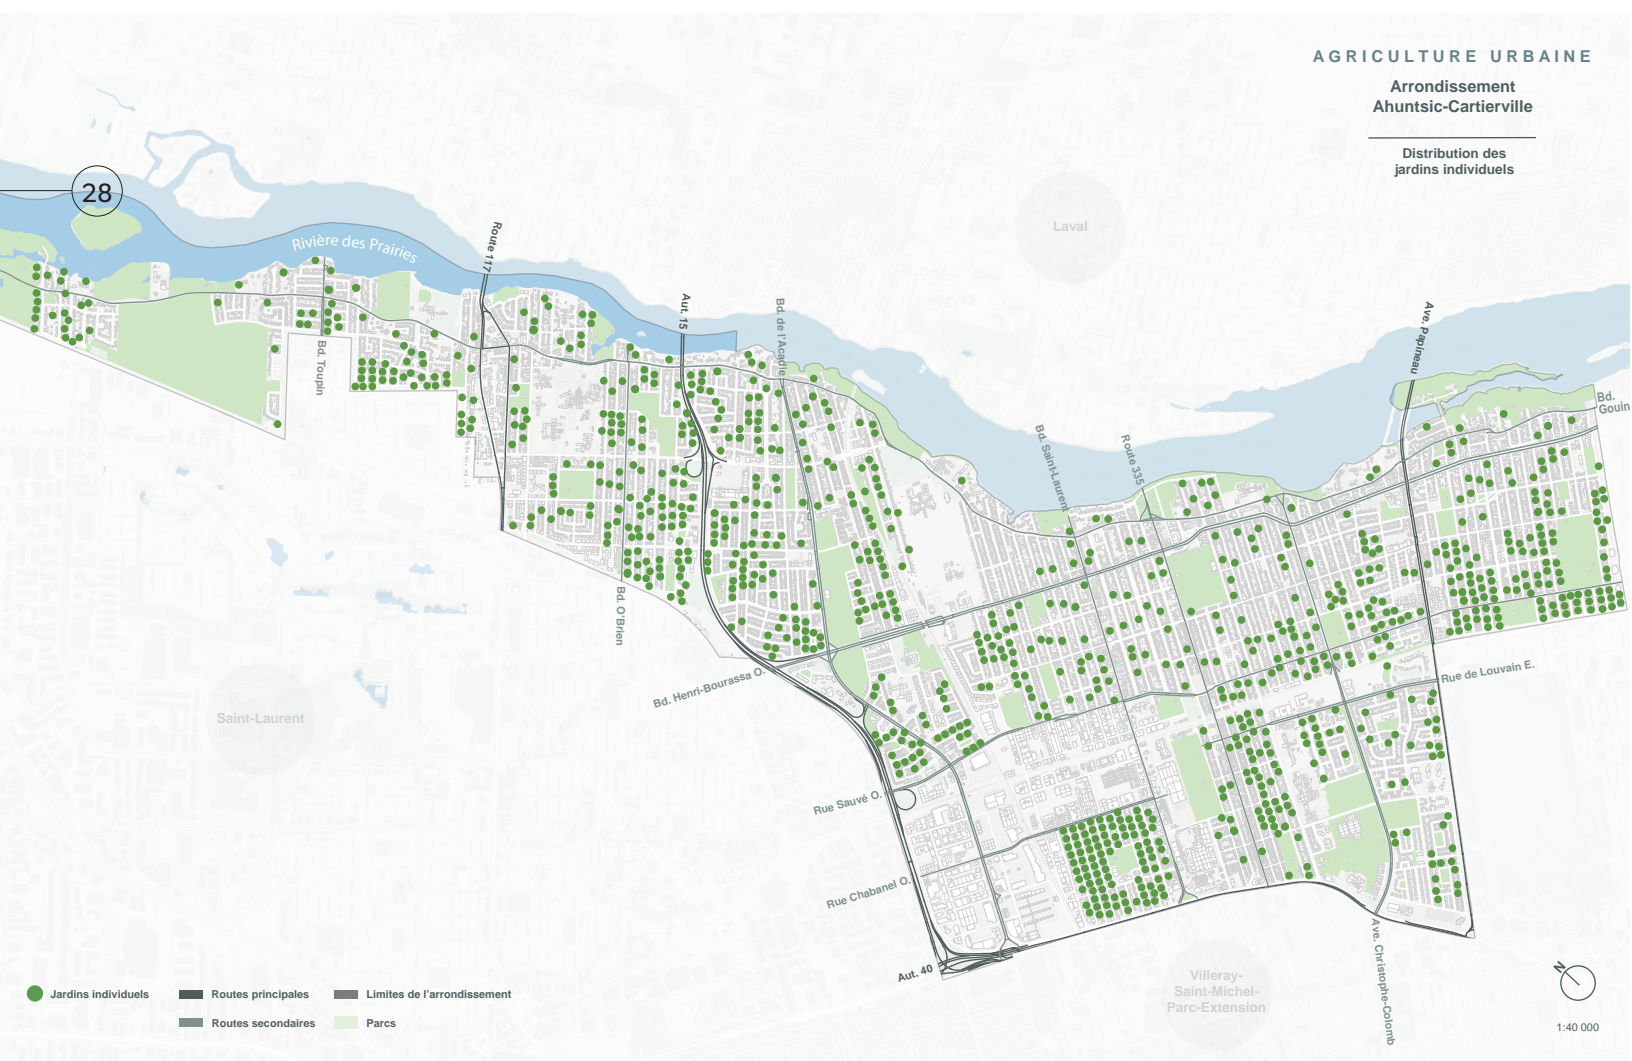 AGRICULTURE URBAINE
Arrondissement
Ahuntsic-Cartierville
Distribution des
jardins individuels
28
Laval
Rivière des Prairies
Route 117
Aut. 15
Bd. de l'Acadie
Ave. Papineau
Bd. Toupin
Bd.
Gouin
Bd. Saint-Laurent
Route 335
Bd. O'Brien
Bd. Henri-Bourassa O.
Rue de Louvain E.
Saint-Laurent
Rue Sauvé O.
Rue Chabanel O.
Aut. 40
Ave. Christophe-Colomb
Villeray-
Saint-Michel-
Parc-Extension
N
1:40 000
Jardins individuels
Routes principales
Limites de l'arrondissement
Routes secondaires
Parcs